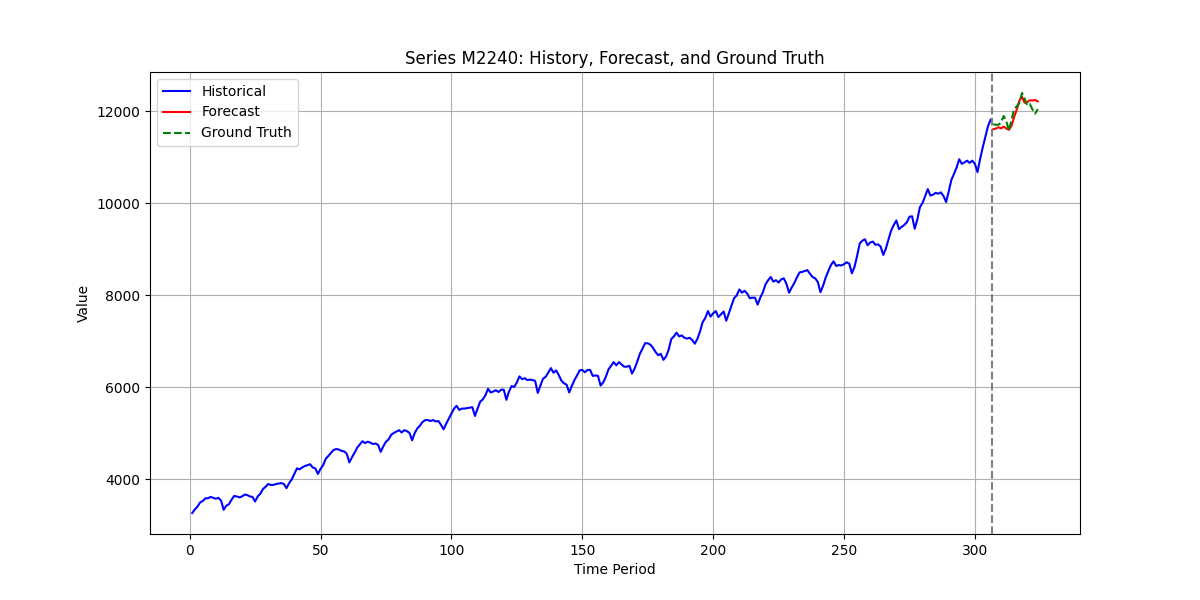 Series M2240: History, Forecast, and Ground Truth
Historical
Forecast
Ground Truth
12000
10000
8000
6000
4000
Value
0 50 100 150 200 250 300
Time Period